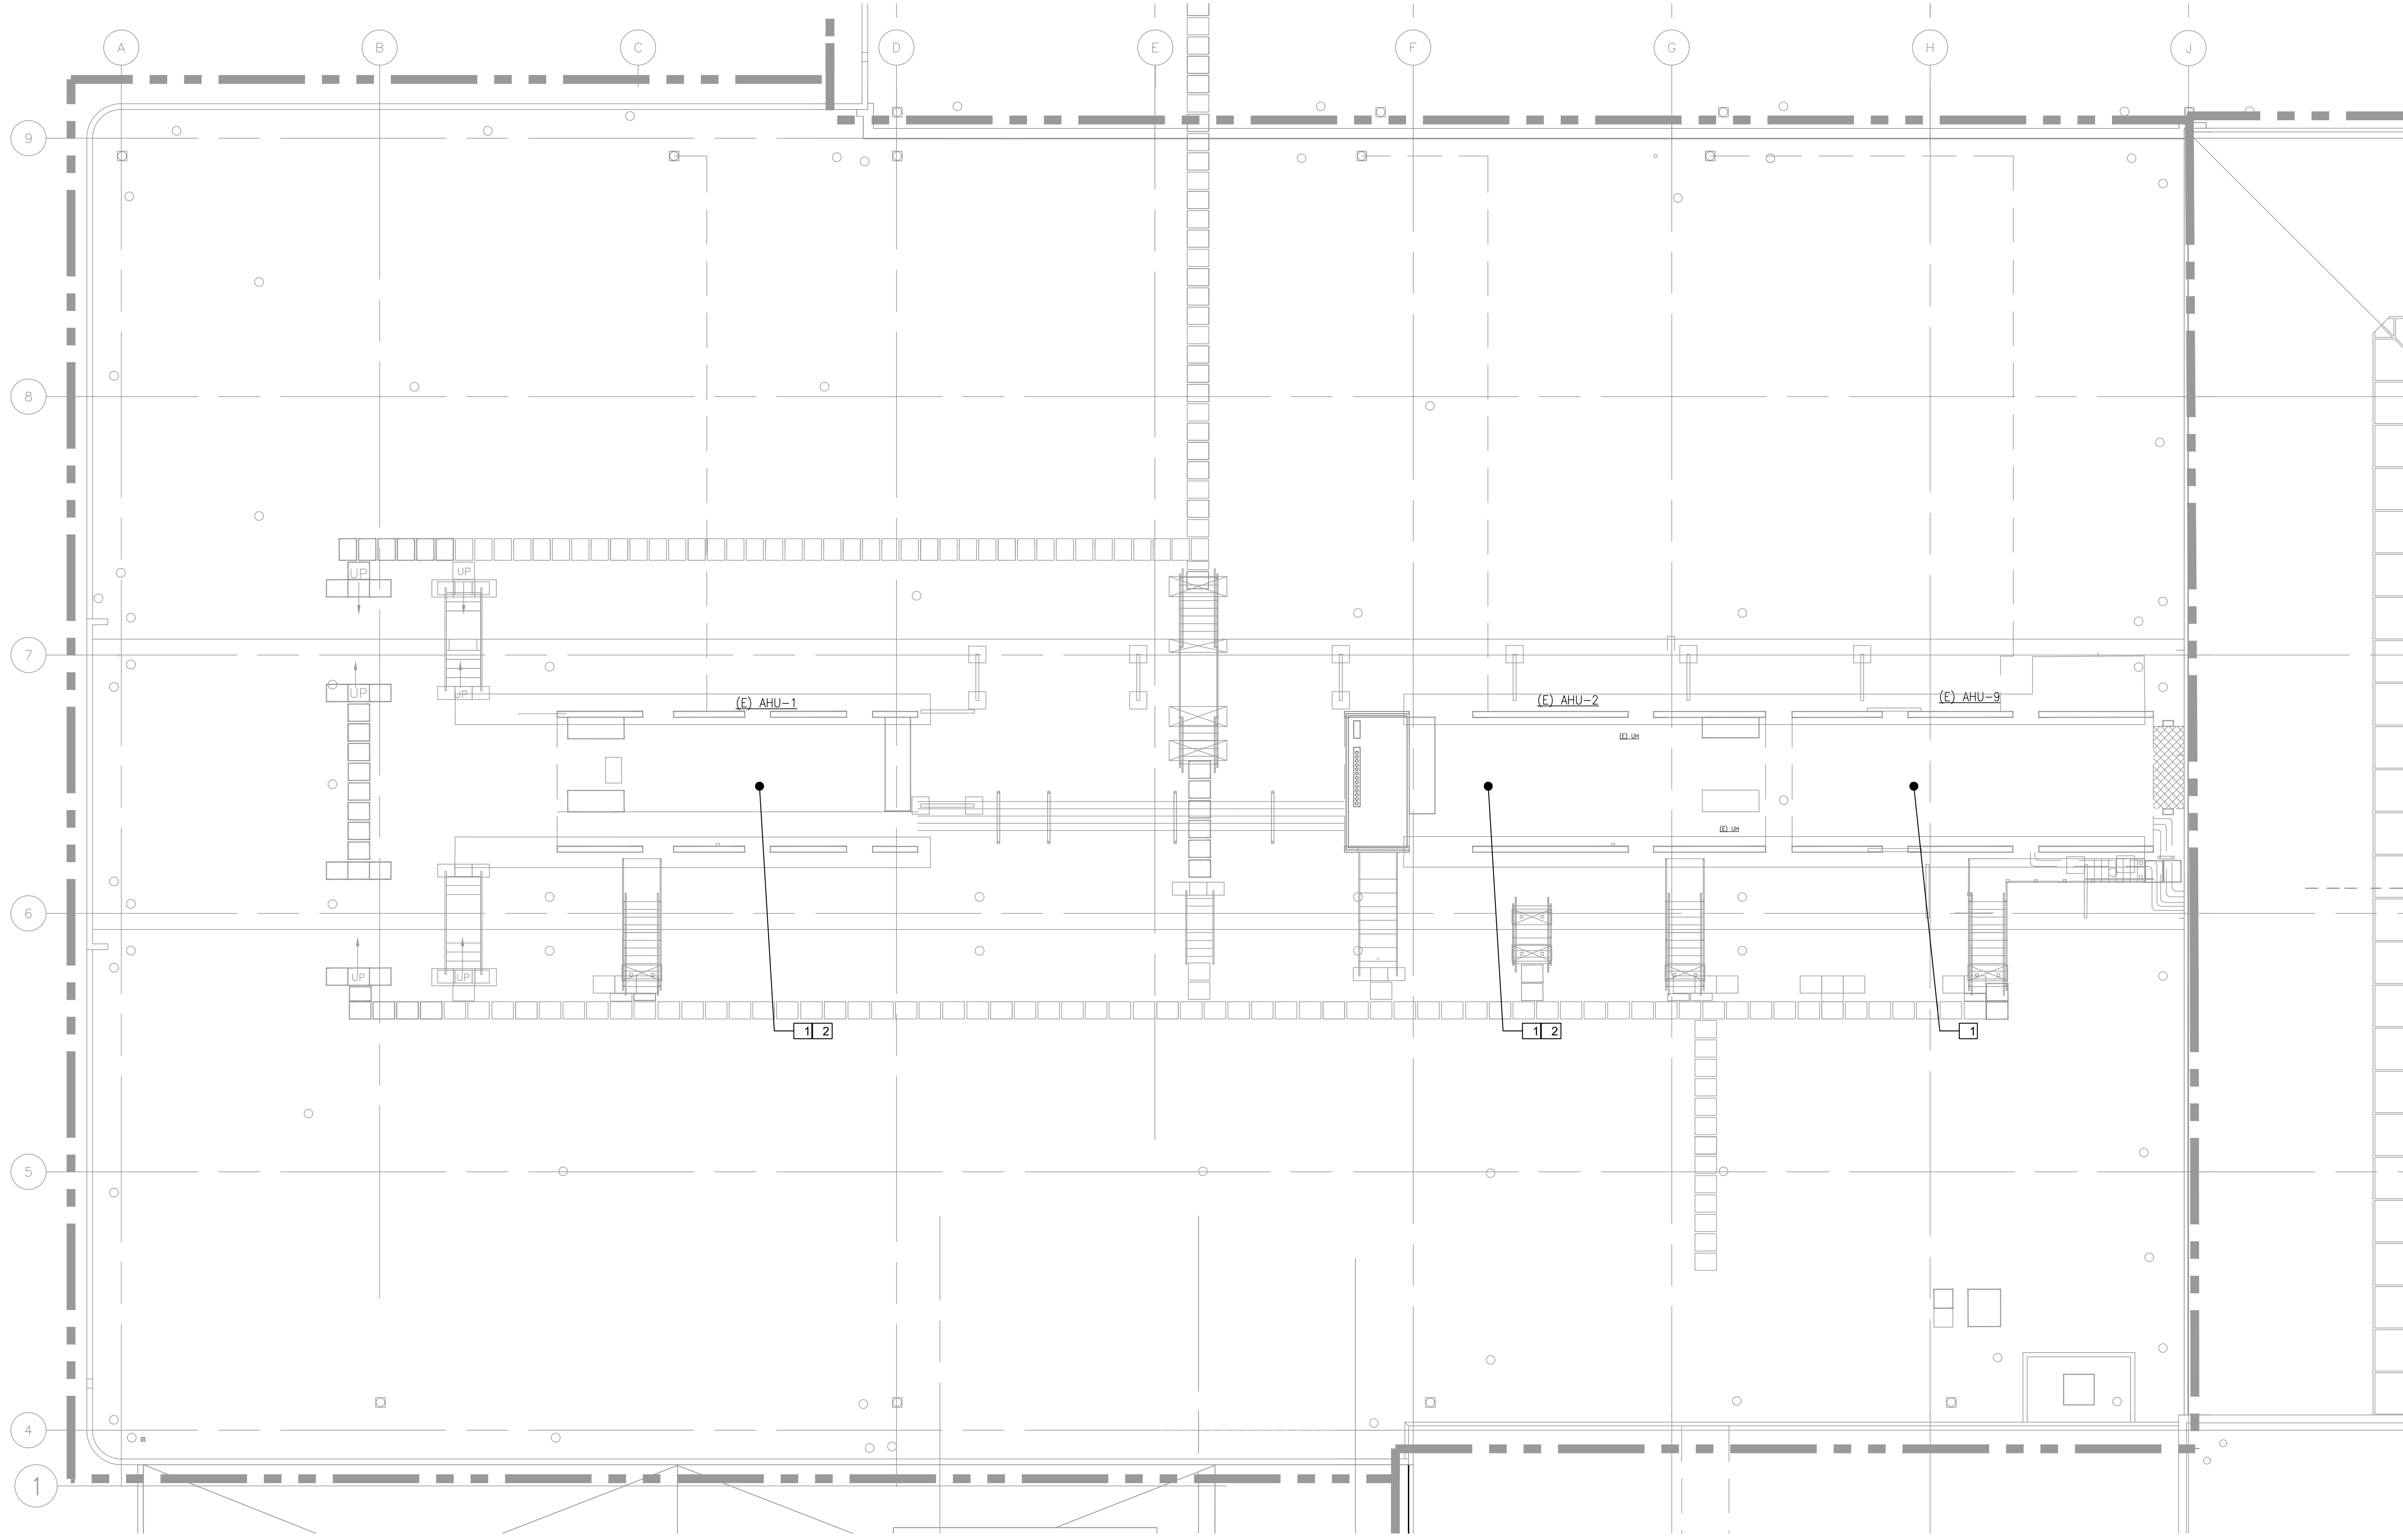 A B C D E F G H J
9
8
UP UP
7
UP UP
(E) AHU-1 (E) AHU-2 (E) AHU-9
(E) UH
(E) UH
6
UP UP
1 2 1 2 1
5
4
1